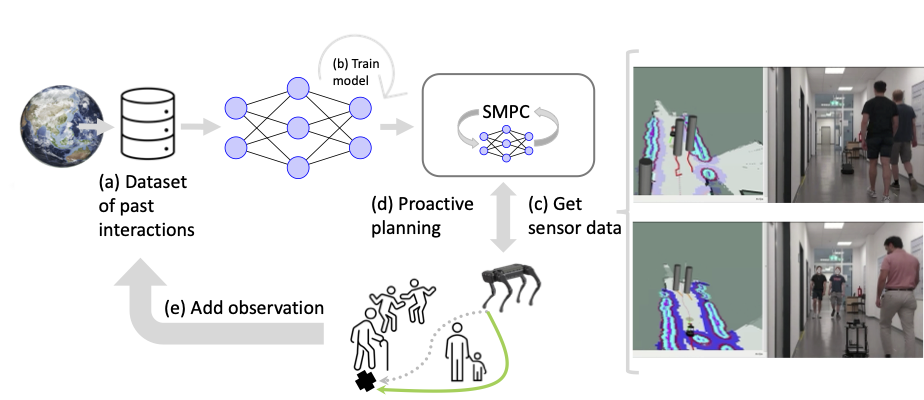 (b) Train
model
SMPC
(a) Dataset
of past
interactions
(d) Proactive
planning
(c) Get
sensor data
(e) Add observation